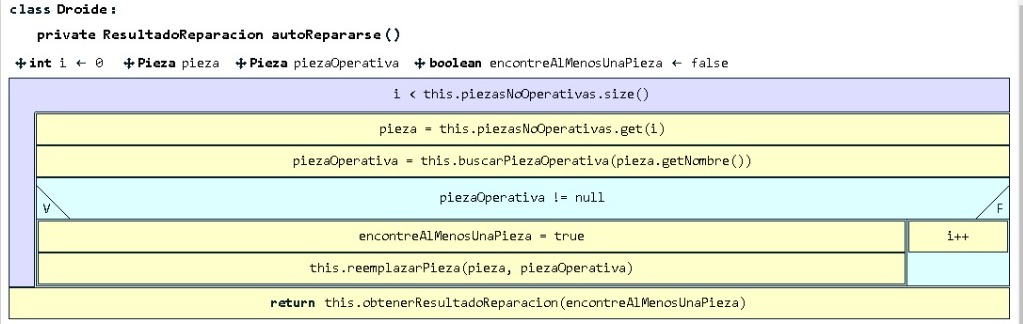 class Droide:
private ResultadoReparacion autoRepararse()
✢int i ← 0 ✢Pieza pieza ✢Pieza piezaOperativa ✢boolean encontreAlMenosUnaPieza ← false
i < this.piezasNoOperativas.size()
pieza = this.piezasNoOperativas.get(i)
piezaOperativa = this.buscarPiezaOperativa(pieza.getNombre())
piezaOperativa != null
V F
encontreAlMenosUnaPieza = true i++
this.reemplazarPieza(pieza, piezaOperativa)
return this.obtenerResultadoReparacion(encontreAlMenosUnaPieza)